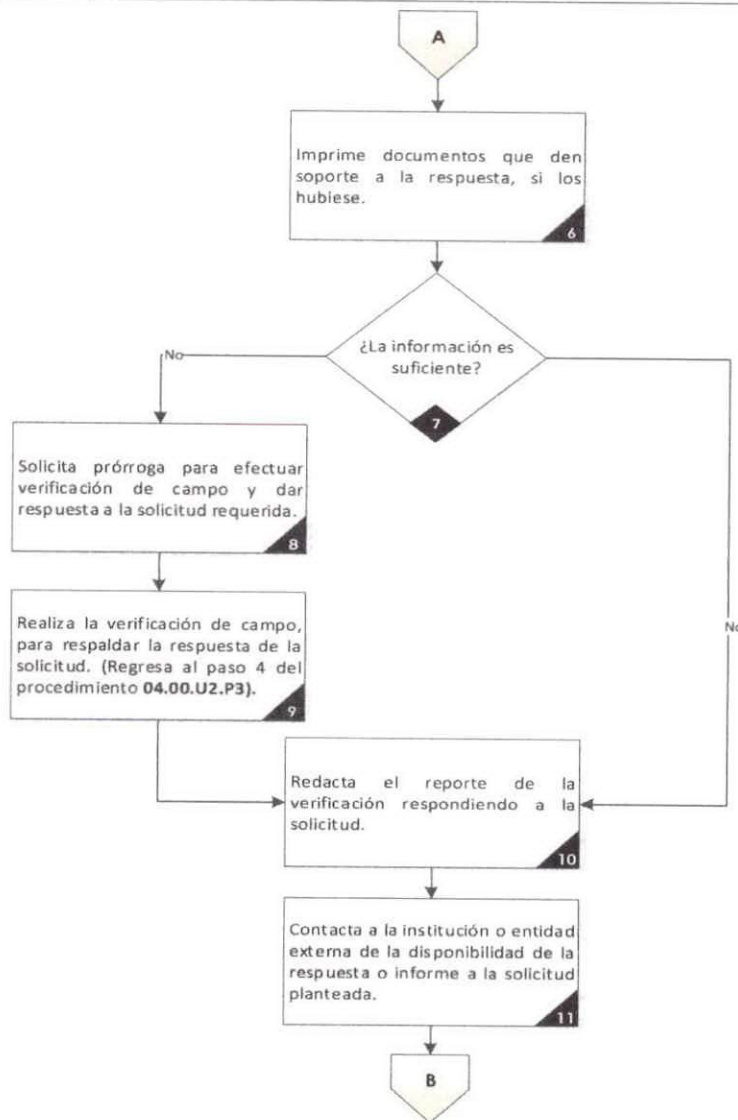 A
Imprime documentos que den
soporte a la respuesta, si los
hubiese.
6
¿La información es
suficiente?
7
No
No
Solicita prórroga para efectuar
verificación de campo y dar
respuesta a la solicitud requerida.
8
Realiza la verificación de campo,
para respaldar la respuesta de la
solicitud. (Regresa al paso 4 del
procedimiento 04.00.U2.P3).
9
Redacta el reporte de la
verificación respondiendo a la
solicitud.
10
Contacta a la institución o entidad
externa de la disponibilidad de la
respuesta o informe a la solicitud
planteada.
11
B